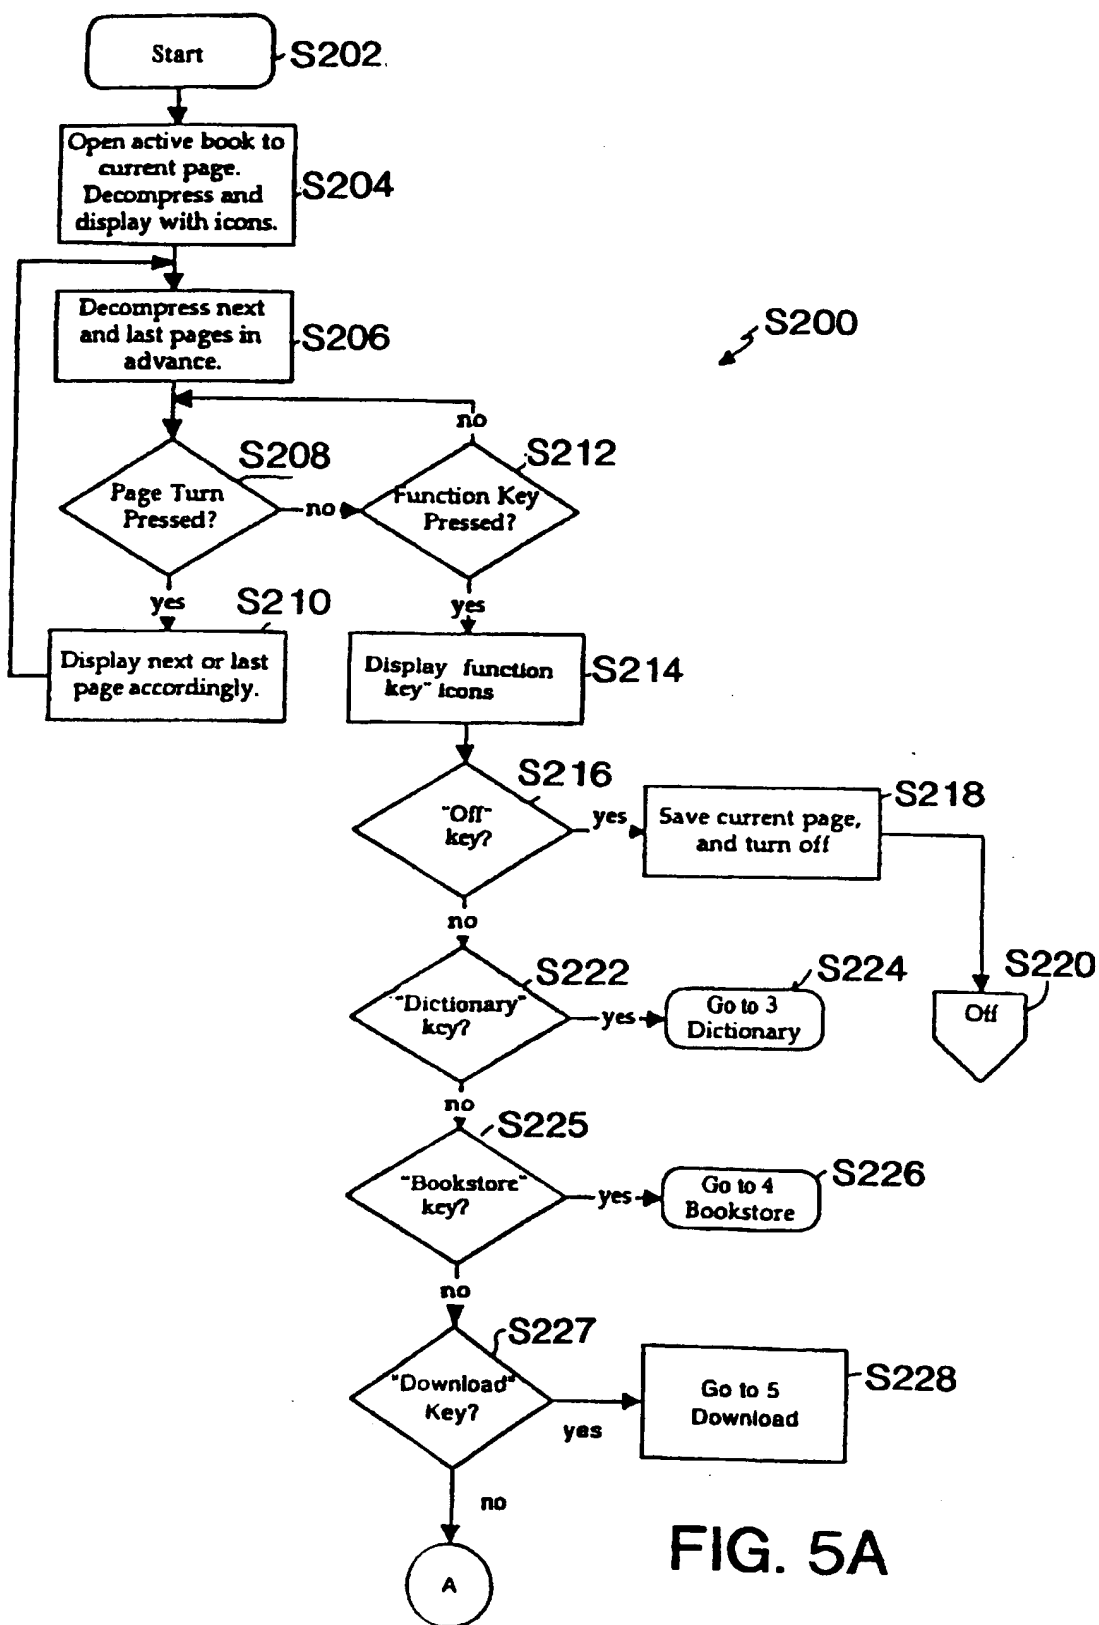 Start
S202
Open active book to
current page.
Decompress and
display with icons.
S204
Decompress next
and last pages in
advance.
S206
S200
no
S208
S212
Page Turn
Pressed?
no
Function Key
Pressed?
yes
S210
yes
Display next or last
page accordingly.
Display function
key" icons
S214
S216
"Off"
key?
yes
Save current page,
and turn off
S218
no
S222
"Dictionary"
key?
yes
Go to 3
Dictionary
S224
S220
Off
no
S225
"Bookstore"
key?
yes
Go to 4
Bookstore
S226
no
S227
"Download"
Key?
yes
Go to 5
Download
S228
no
A
FIG. 5A